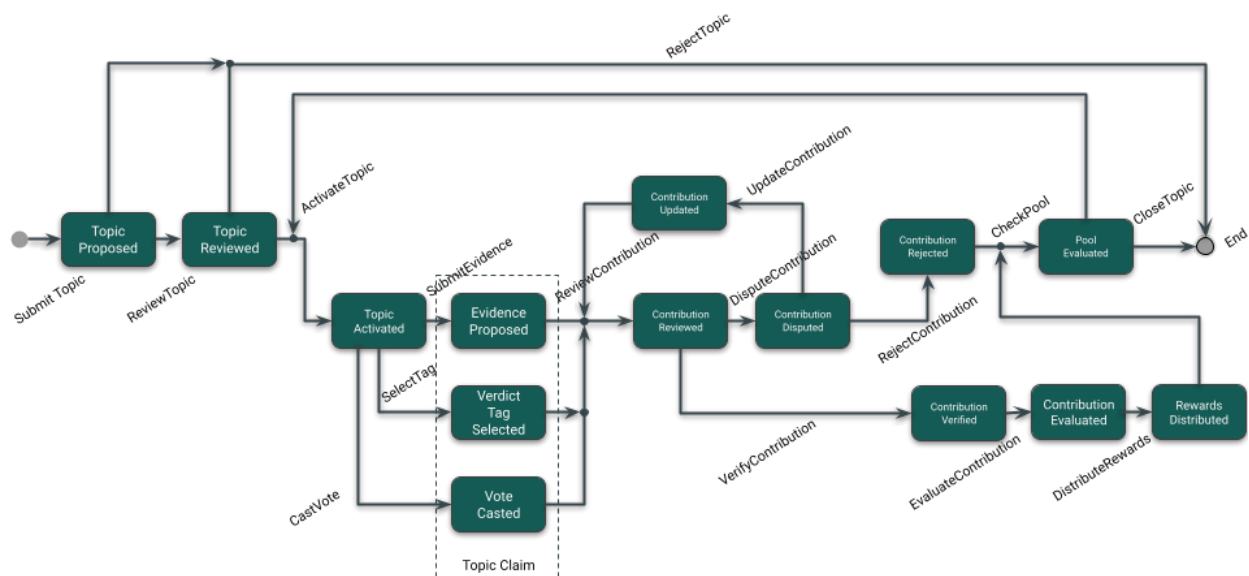 RejectTopic
ActivateTopic
UpdateContribution
Contribution
Updated
Topic
Proposed
Topic
Reviewed
Contribution
Rejected
CheckPool
Pool
Evaluated
CloseTopic
End
Submit Topic
ReviewTopic
SubmitEvidence
ReviewContribution
DisputeContribution
Topic
Activated
Evidence
Proposed
Contribution
Reviewed
Contribution
Disputed
RejectContribution
SelectTag
Verdict
Tag
Selected
Contribution
Verified
Contribution
Evaluated
Rewards
Distributed
VerifyContribution
EvaluateContribution
DistributeRewards
CastVote
Vote
Casted
Topic Claim